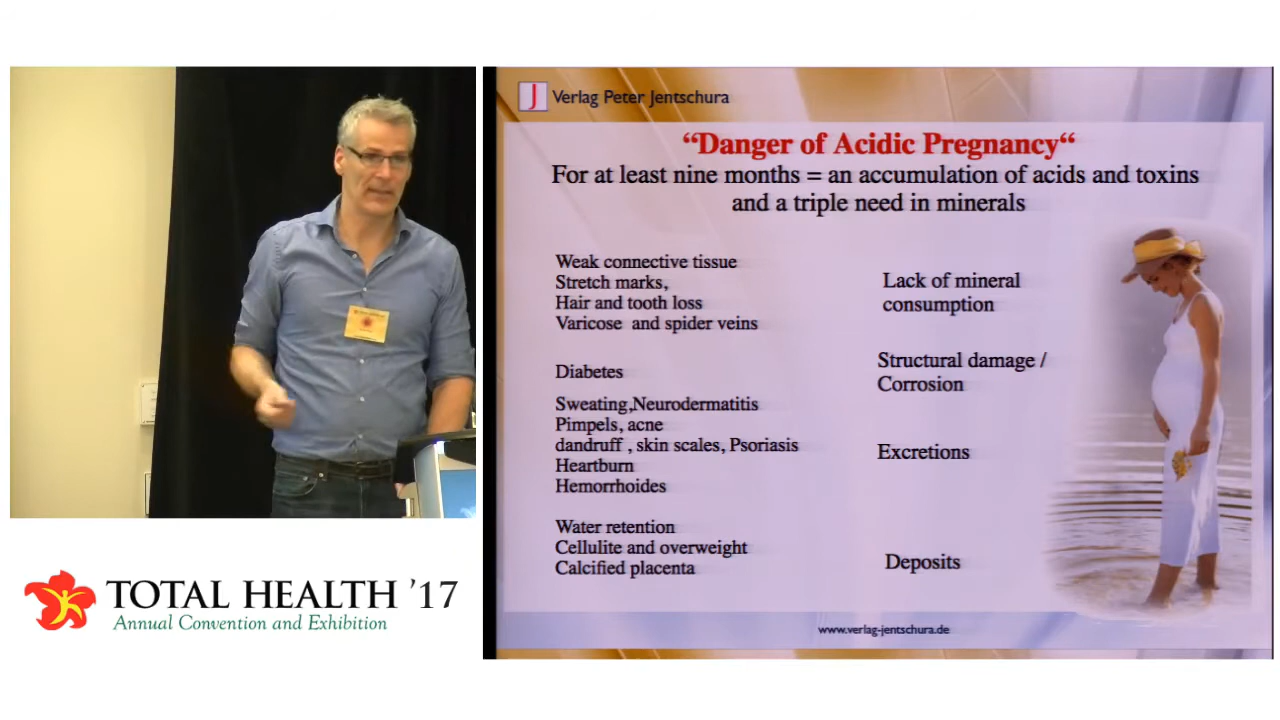 J Verlag Peter Jentschura
“Danger of Acidic Pregnancy“
For at least nine months = an accumulation of acids and toxins
and a triple need in minerals
Weak connective tissue
Stretch marks,
Hair and tooth loss
Varicose and spider veins
Lack of mineral
consumption
Diabetes
Structural damage /
Corrosion
Sweating,Neurodermatitis
Pimpels, acne
dandruff , skin scales, Psoriasis
Heartburn
Hemorrhoides
Excretions
Water retention
Cellulite and overweight
Calcified placenta
Deposits
www.verlag-jentschura.de
TOTAL HEALTH ’17
Annual Convention and Exhibition